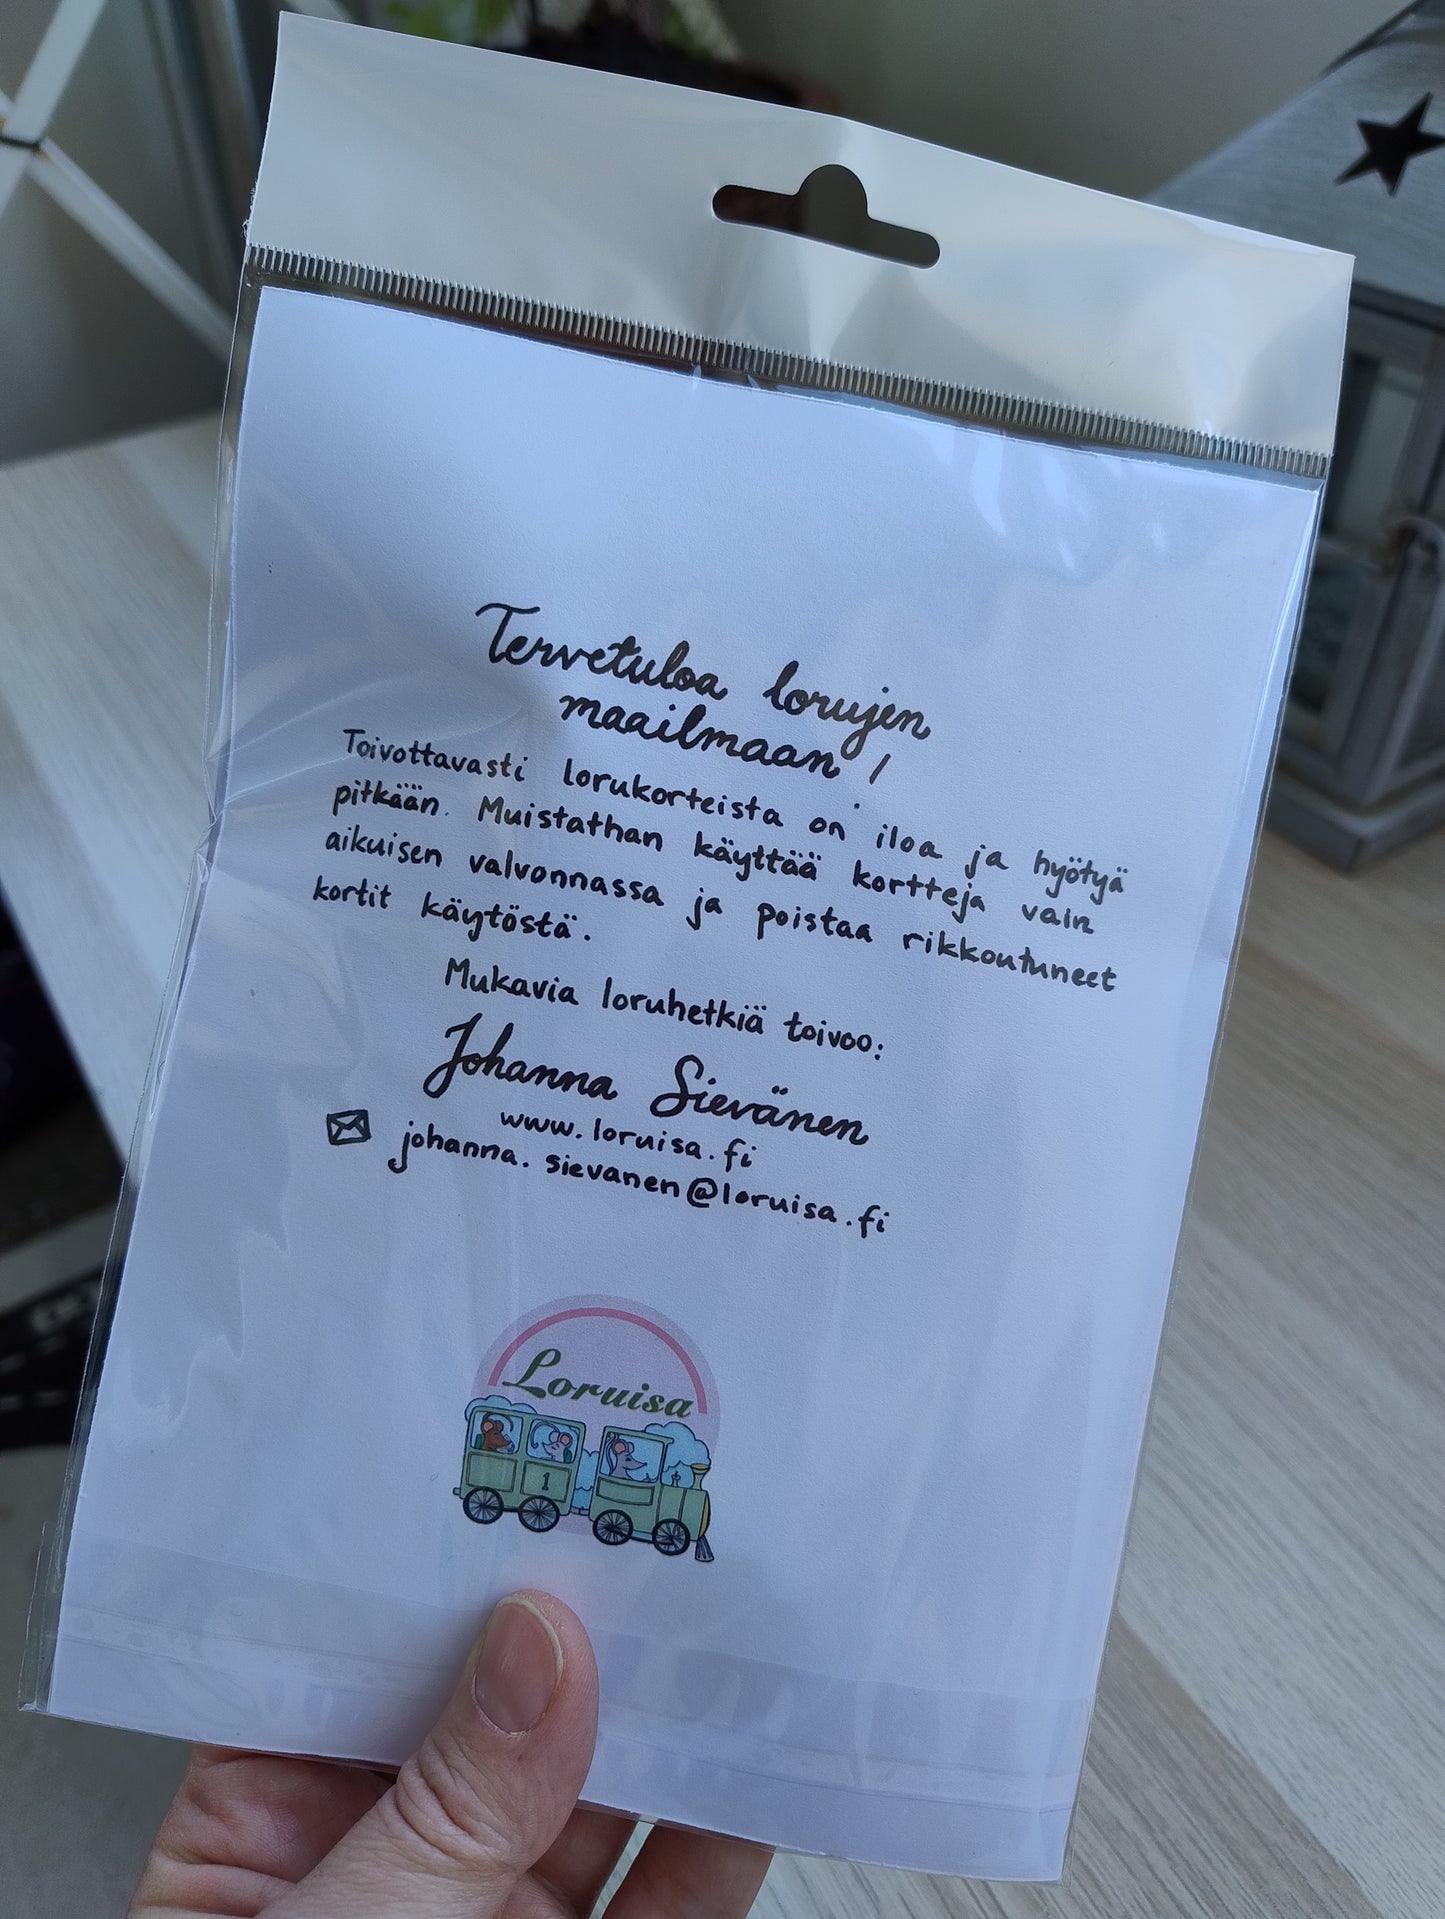 Tervetuloa lorujen
maailmaan!
Toivottavasti lorukorteista on iloa ja hyötyä
pitkään. Muistathan käyttää kortteja vain
aikuisen valvonnassa ja poistaa rikkoutuneet
kortit käytöstä.
Mukavia loruhetkiä toivoo:
Johanna Sievänen
www.loruisa.fi
johanna.sievanen@loruisa.fi
Loruisa
1